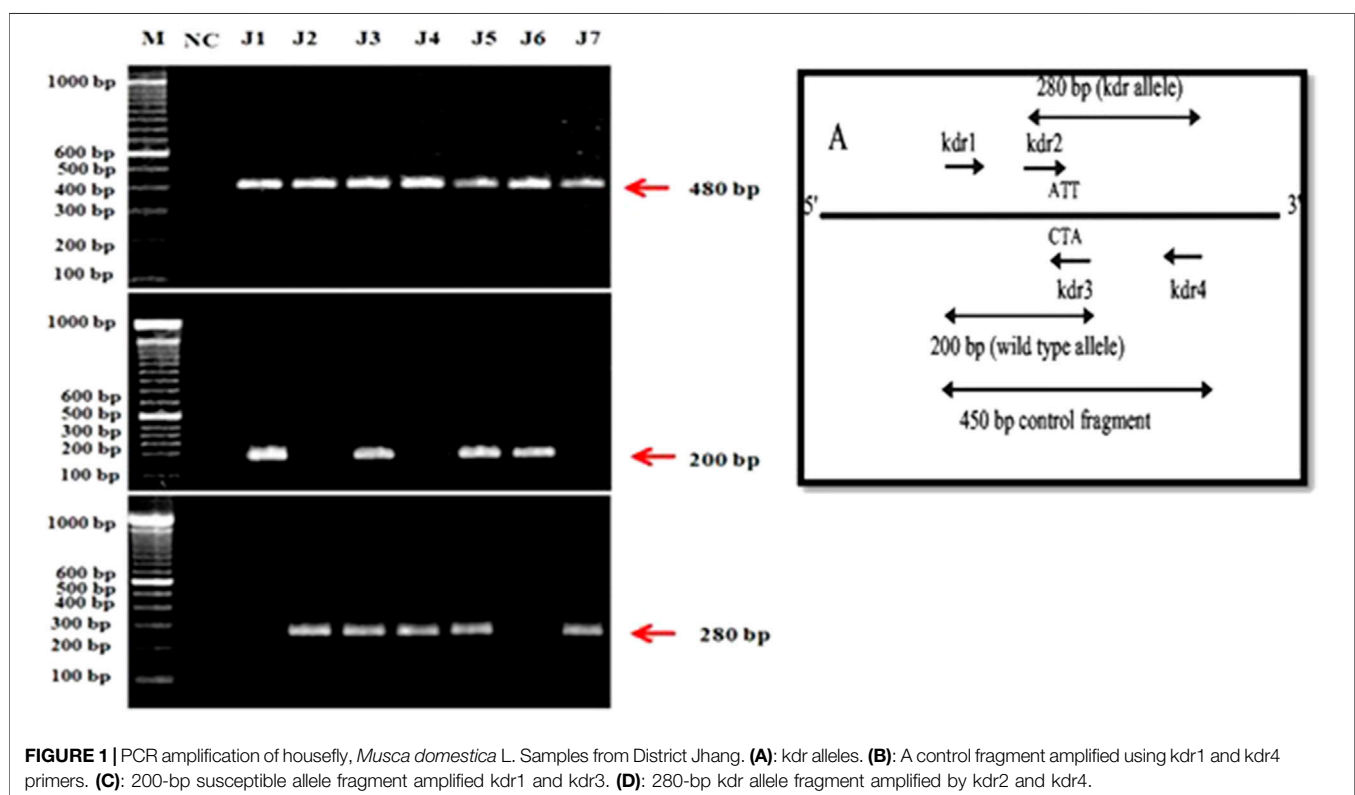 M NC J1 J2 J3 J4 J5 J6 J7
1000 bp
600 bp
500 bp
400 bp
300 bp
200 bp
100 bp
480 bp
1000 bp
600 bp
500 bp
300 bp
200 bp
100 bp
200 bp
1000 bp
600 bp
500 bp
400 bp
300 bp
200 bp
100 bp
280 bp
280 bp (kdr allele)
A
kdr1 kdr2
ATT
5' 3'
CTA
kdr3 kdr4
200 bp (wild type allele)
450 bp control fragment
FIGURE 1 | PCR amplification of housefly, Musca domestica L. Samples from District Jhang. (A): kdr alleles. (B): A control fragment amplified using kdr1 and kdr4
primers. (C): 200-bp susceptible allele fragment amplified kdr1 and kdr3. (D): 280-bp kdr allele fragment amplified by kdr2 and kdr4.